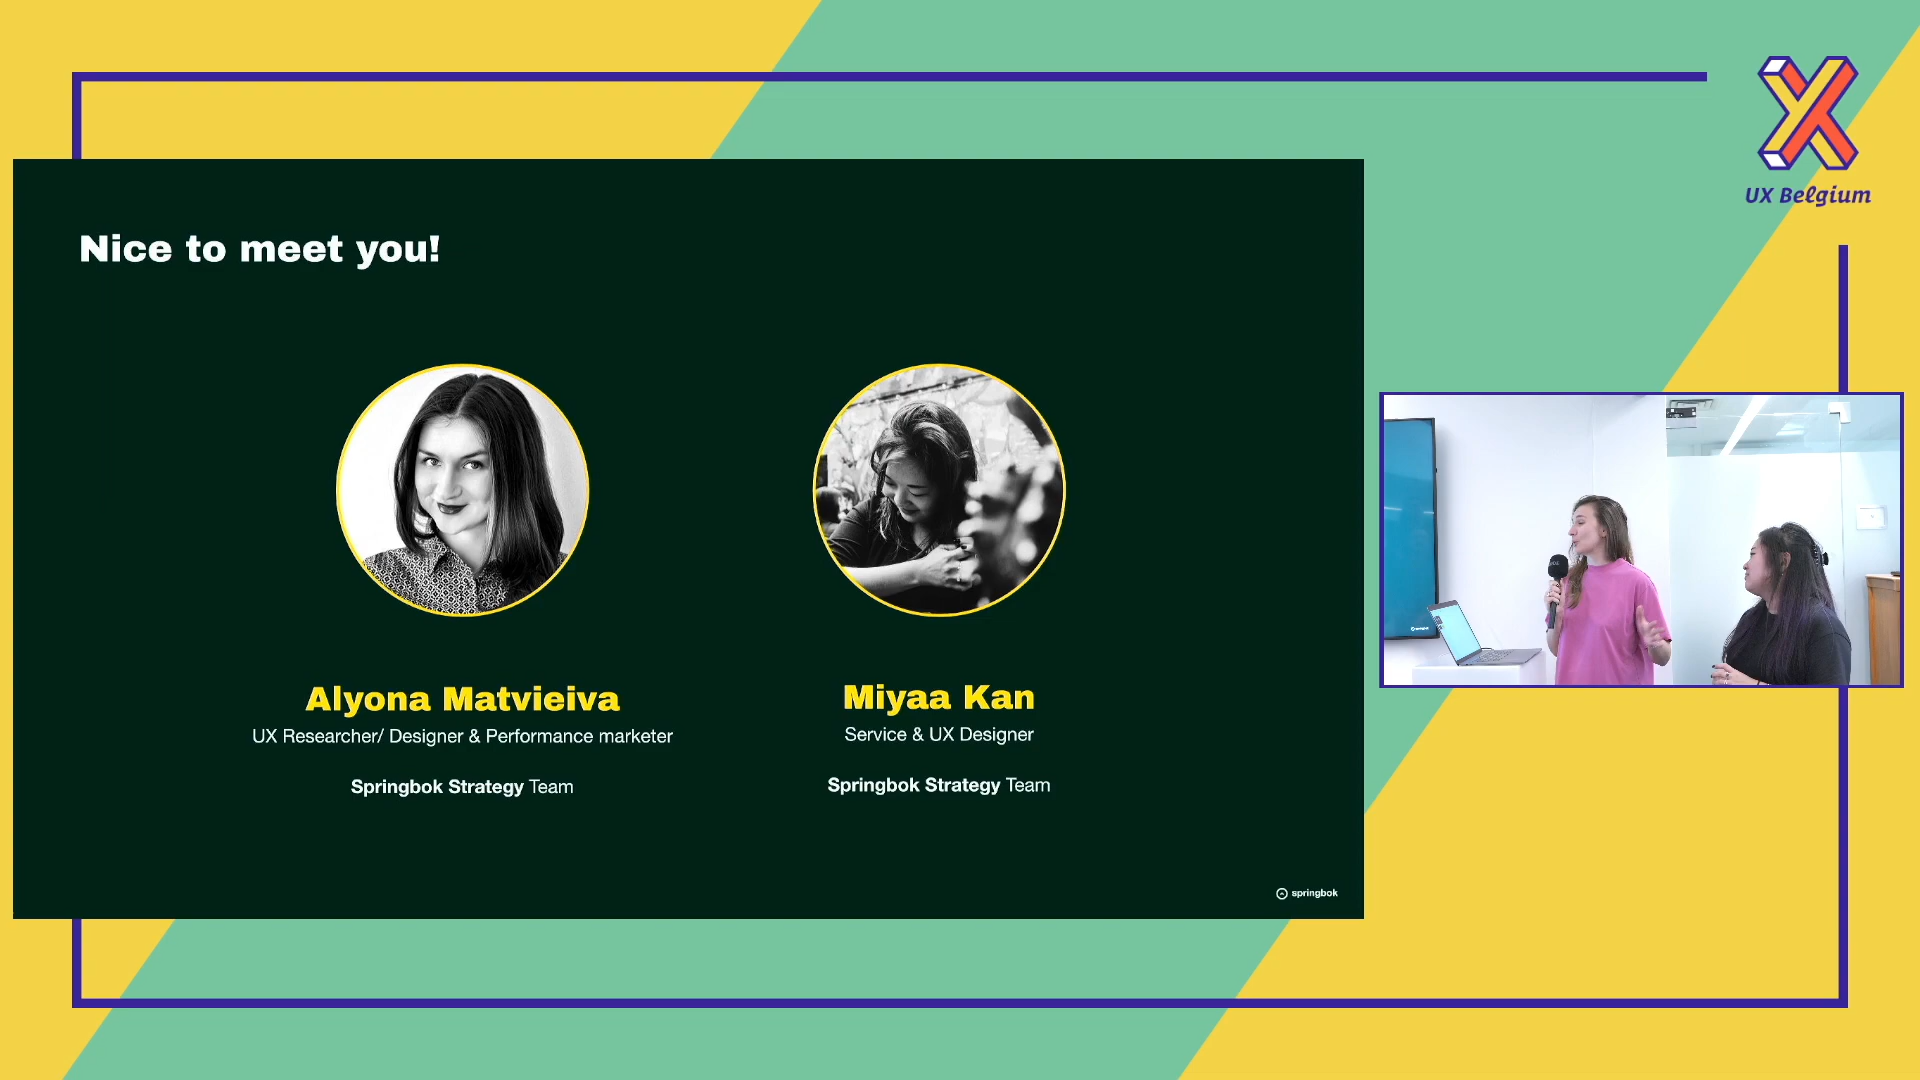 UX Belgium
Nice to meet you!
Alyona Matvieiva
UX Researcher/ Designer & Performance marketer
Springbok Strategy Team
Miyaa Kan
Service & UX Designer
Springbok Strategy Team
springbok